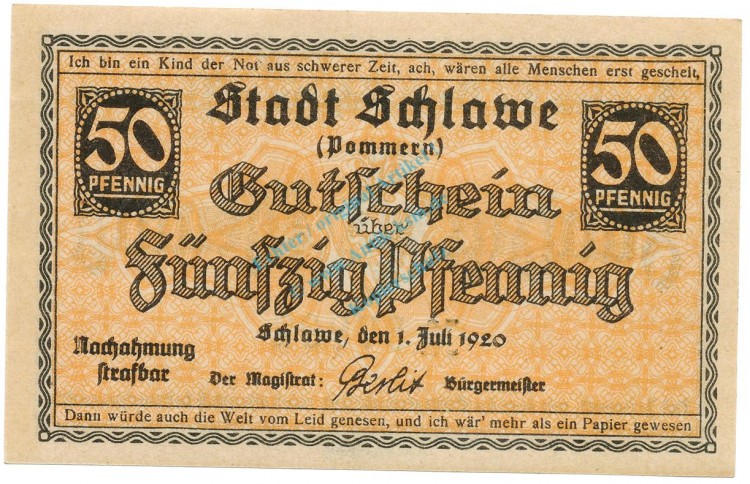 Ich bin ein Kind der Not aus schwerer Zeit, ach, wären alle Menschen erst gescheit,
50 PFENNIG
Stadt Schlawe
50 PFENNIG
(Pommern)
Gutschein
über
Fünfzig Pfennig
Schlawe, den 1. Juli 1920
Nachahmung
strafbar
Der Magistrat: Berlit Bürgermeister
Dann würde auch die Welt vom Leid genesen, und ich wär' mehr als ein Papier gewesen